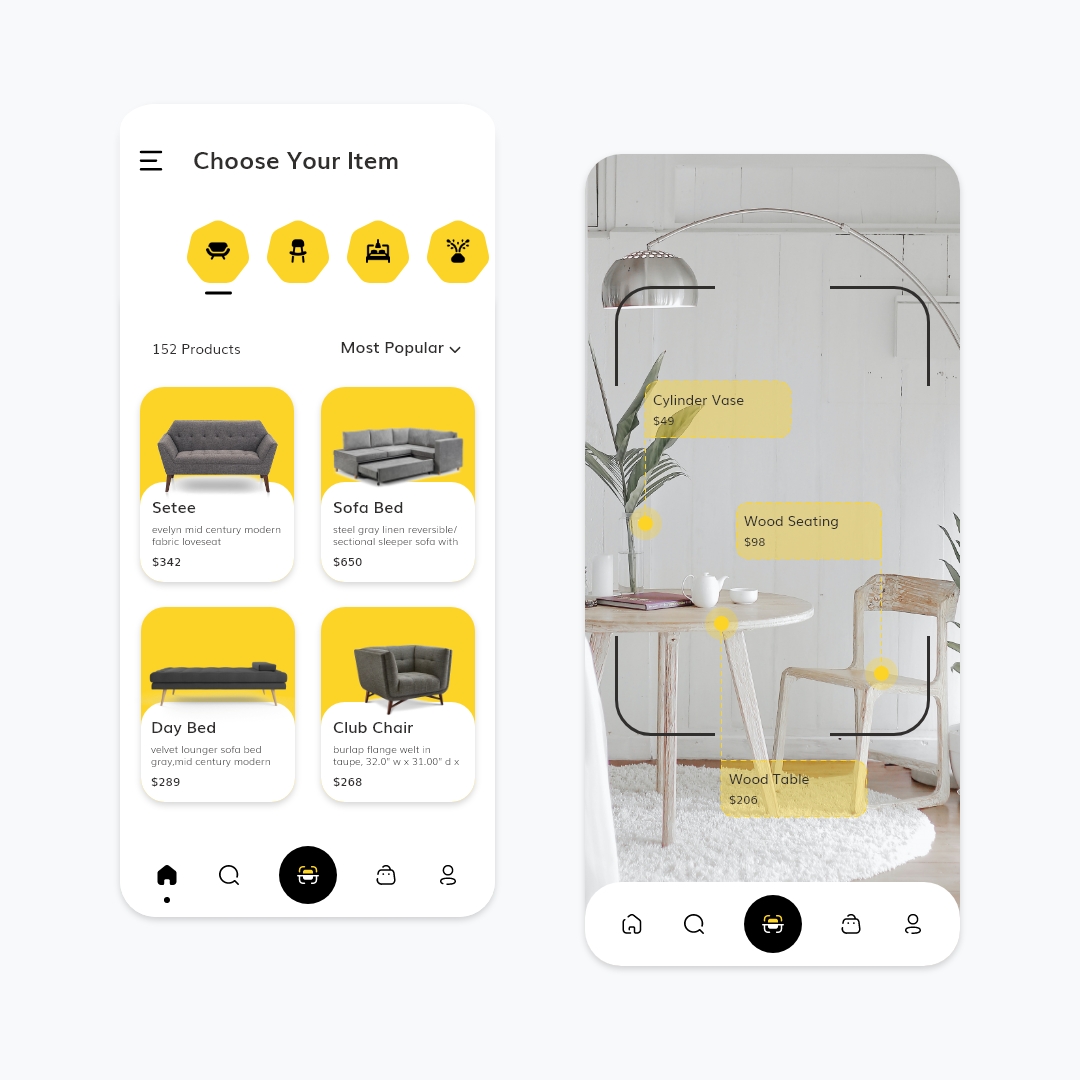 Choose Your Item
152 Products
Most Popular
Setee
evelyn mid century modern
fabric loveseat
$342
Sofa Bed
steel gray linen reversible/
sectional sleeper sofa with
$650
Day Bed
velvet lounger sofa bed
gray,mid century modern
$289
Club Chair
burlap flange welt in
taupe, 32.0" w x 31.00" d x
$268
Cylinder Vase
$49
Wood Seating
$98
Wood Table
$206